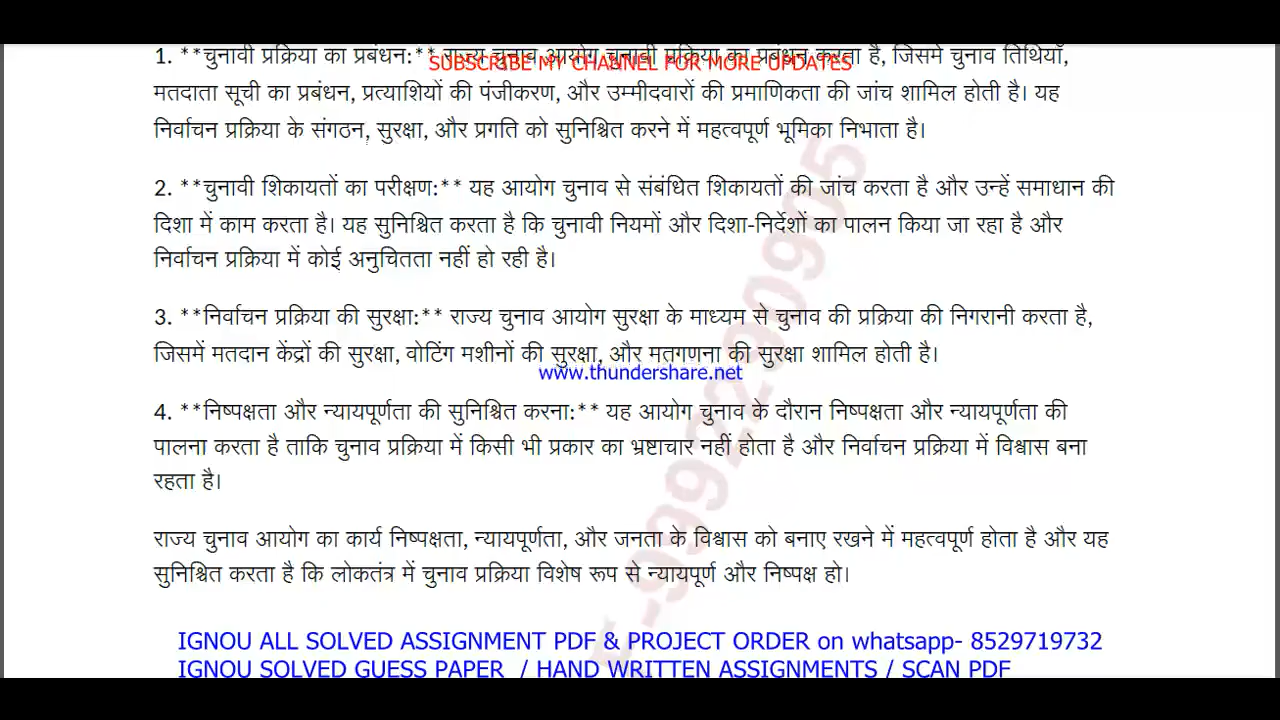 1. **चुनावी प्रक्रिया का प्रबंधन:** राज्य चुनाव आयोग चुनावी प्रक्रिया का प्रबंधन करता है, जिसमें चुनाव तिथियाँ,
SUBSCRIBE MY CHANNEL FOR MORE UPDATES
मतदाता सूची का प्रबंधन, प्रत्याशियों की पंजीकरण, और उम्मीदवारों की प्रमाणिकता की जांच शामिल होती है। यह
निर्वाचन प्रक्रिया के संगठन, सुरक्षा, और प्रगति को सुनिश्चित करने में महत्वपूर्ण भूमिका निभाता है।
2. **चुनावी शिकायतों का परीक्षण:** यह आयोग चुनाव से संबंधित शिकायतों की जांच करता है और उन्हें समाधान की
दिशा में काम करता है। यह सुनिश्चित करता है कि चुनावी नियमों और दिशा-निर्देशों का पालन किया जा रहा है और
निर्वाचन प्रक्रिया में कोई अनुचितता नहीं हो रही है।
3. **निर्वाचन प्रक्रिया की सुरक्षा:** राज्य चुनाव आयोग सुरक्षा के माध्यम से चुनाव की प्रक्रिया की निगरानी करता है,
जिसमें मतदान केंद्रों की सुरक्षा, वोटिंग मशीनों की सुरक्षा, और मतगणना की सुरक्षा शामिल होती है।
www.thundershare.net
4. **निष्पक्षता और न्यायपूर्णता की सुनिश्चित करना:** यह आयोग चुनाव के दौरान निष्पक्षता और न्यायपूर्णता की
पालना करता है ताकि चुनाव प्रक्रिया में किसी भी प्रकार का भ्रष्टाचार नहीं होता है और निर्वाचन प्रक्रिया में विश्वास बना
रहता है।
राज्य चुनाव आयोग का कार्य निष्पक्षता, न्यायपूर्णता, और जनता के विश्वास को बनाए रखने में महत्वपूर्ण होता है और यह
सुनिश्चित करता है कि लोकतंत्र में चुनाव प्रक्रिया विशेष रूप से न्यायपूर्ण और निष्पक्ष हो।
IGNOU ALL SOLVED ASSIGNMENT PDF & PROJECT ORDER on whatsapp- 8529719732
IGNOU SOLVED GUESS PAPER / HAND WRITTEN ASSIGNMENTS / SCAN PDF